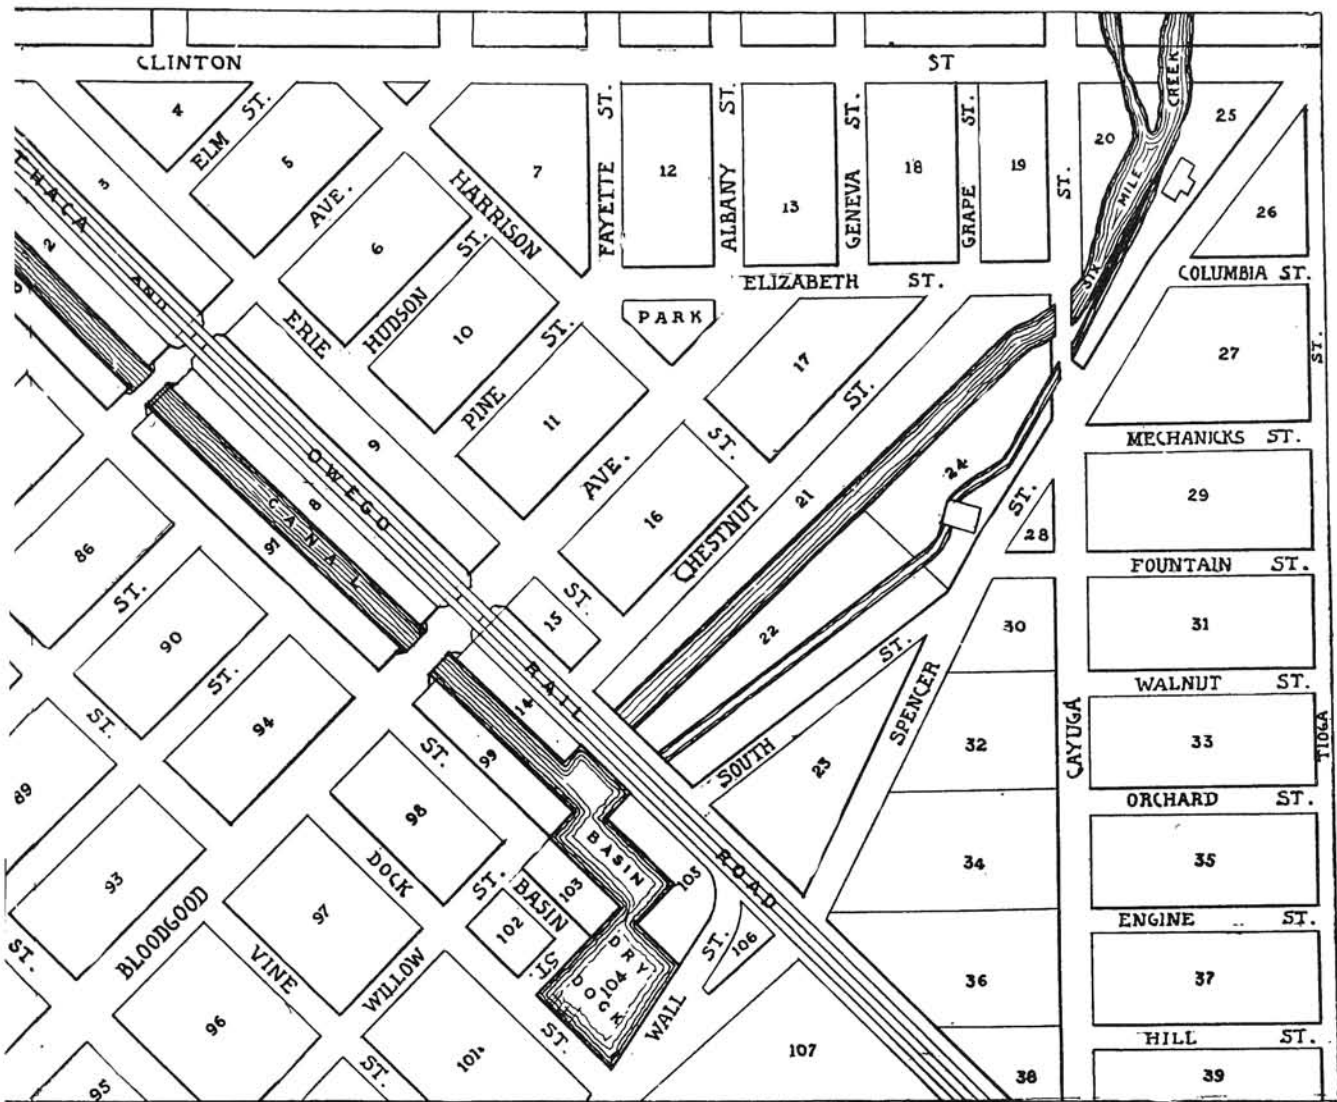 CLINTON ST
4
ELM ST.
5
3
ITHACA AND OWEGO RAIL ROAD
2
ERIE AVE.
6
HARRISON AVE.
7
HUDSON ST.
10
PINE ST.
11
9
8
CANAL
91
FAYETTE ST.
12
ALBANY ST.
13
GENEVA ST.
18
GRAPE ST.
19
ST.
20
SIX MILE CREEK
25
26
COLUMBIA ST.
ELIZABETH ST.
PARK
17
ST.
16
CHESTNUT ST.
21
24
27
ST.
MECHANICKS ST.
29
ST.
28
FOUNTAIN ST.
30
31
WALNUT ST.
15
ST.
22
SOUTH ST.
SPENCER
23
32
33
CAYUGA
TIOGA
ORCHARD ST.
34
35
ENGINE ST.
36
37
HILL ST.
38
39
86
ST.
90
ST.
94
ST.
89
93
ST.
BLOODGOOD
14
99
ST.
98
DOCK ST.
BASIN
103
105
102
BASIN ST.
DRY DOCK
104
WALL ST.
106
107
97
VINE ST.
WILLOW ST.
96
101
95